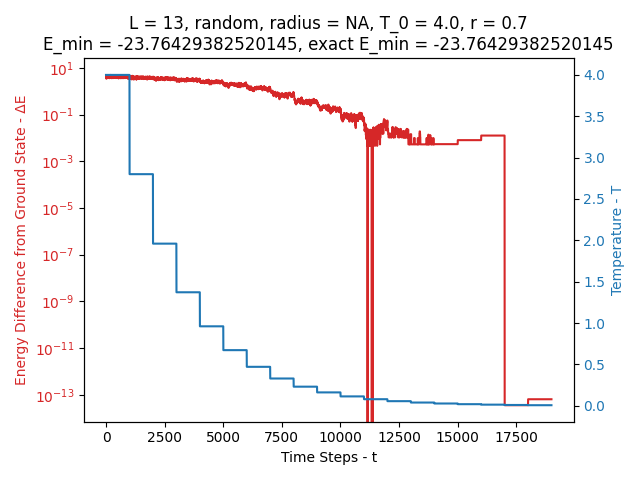 L = 13, random, radius = NA, T_0 = 4.0, r = 0.7
E_min = -23.76429382520145, exact E_min = -23.76429382520145
Energy Difference from Ground State - ΔE
10^1
10^-1
10^-3
10^-5
10^-7
10^-9
10^-11
10^-13
0 2500 5000 7500 10000 12500 15000 17500
Time Steps - t
4.0
3.5
3.0
2.5
2.0
1.5
1.0
0.5
0.0
Temperature - T